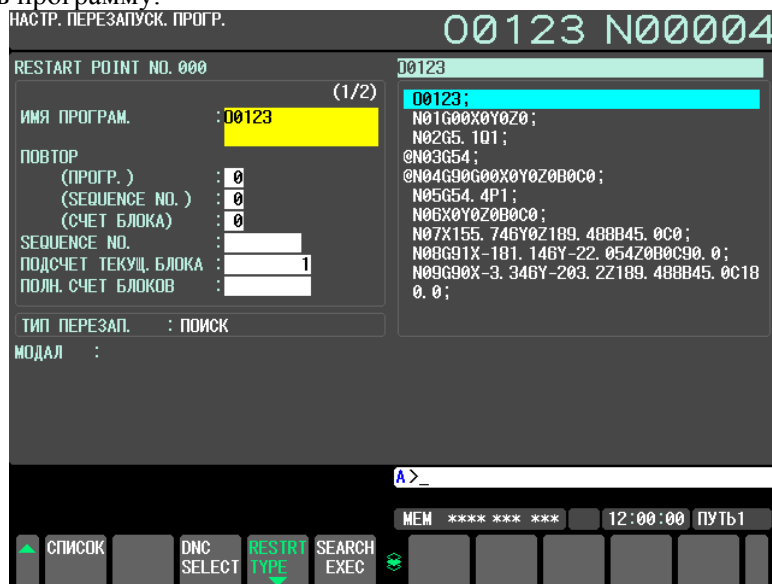 в программу.
НАСТР. ПЕРЕЗАПУСК. ПРОГР.
O0123 N00004
RESTART POINT NO. 000
(1/2)
ИМЯ ПРОГРАМ. :O0123
ПОВТОР
(ПРОГР.) : 0
(SEQUENCE NO.) : 0
(СЧЕТ БЛОКА) : 0
SEQUENCE NO. :
ПОДСЧЕТ ТЕКУЩ. БЛОКА : 1
ПОЛН. СЧЕТ БЛОКОВ :
ТИП ПЕРЕЗАП. : ПОИСК
МОДАЛ :
O0123
O0123;
N01G00X0Y0Z0;
N02G5.1Q1;
@N03G54;
@N04G90G00X0Y0Z0B0C0;
N05G54.4P1;
N06X0Y0Z0B0C0;
N07X155.746Y0Z189.488B45.0C0;
N08G91X-181.146Y-22.054Z0B0C90.0;
N09G90X-3.346Y-203.2Z189.488B45.0C18
0.0;
A>_
MEM **** *** *** 12:00:00 ПУТЬ1
СПИСОК
DNC
SELECT
RESTRT
TYPE
SEARCH
EXEC